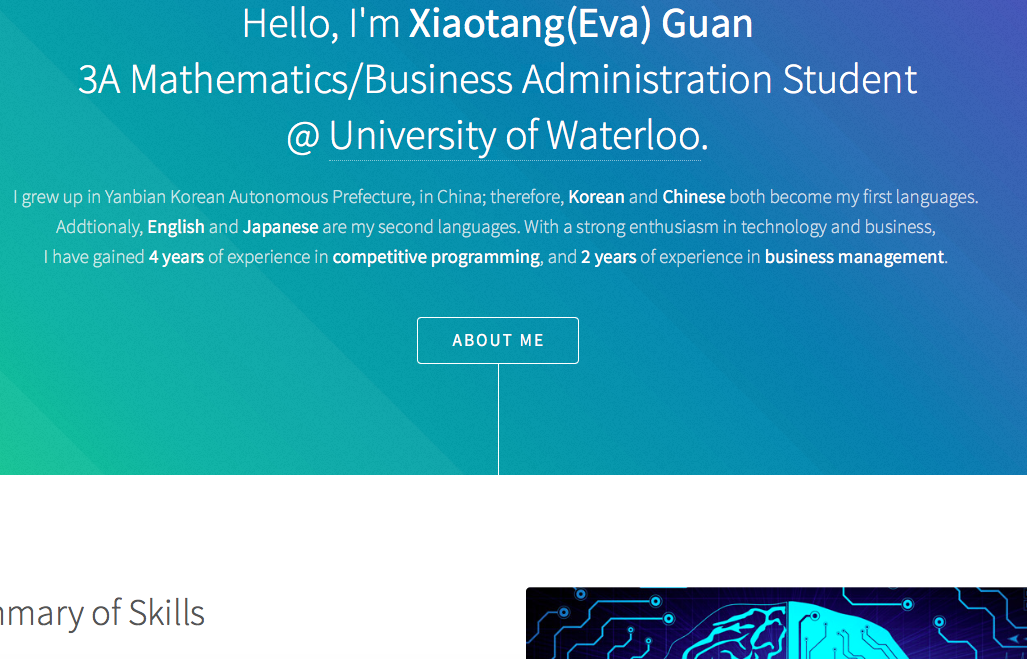 Hello, I'm Xiaotang(Eva) Guan
3A Mathematics/Business Administration Student
@ University of Waterloo.
I grew up in Yanbian Korean Autonomous Prefecture, in China; therefore, Korean and Chinese both become my first languages.
Addtionaly, English and Japanese are my second languages. With a strong enthusiasm in technology and business,
I have gained 4 years of experience in competitive programming, and 2 years of experience in business management.
ABOUT ME
of Skills